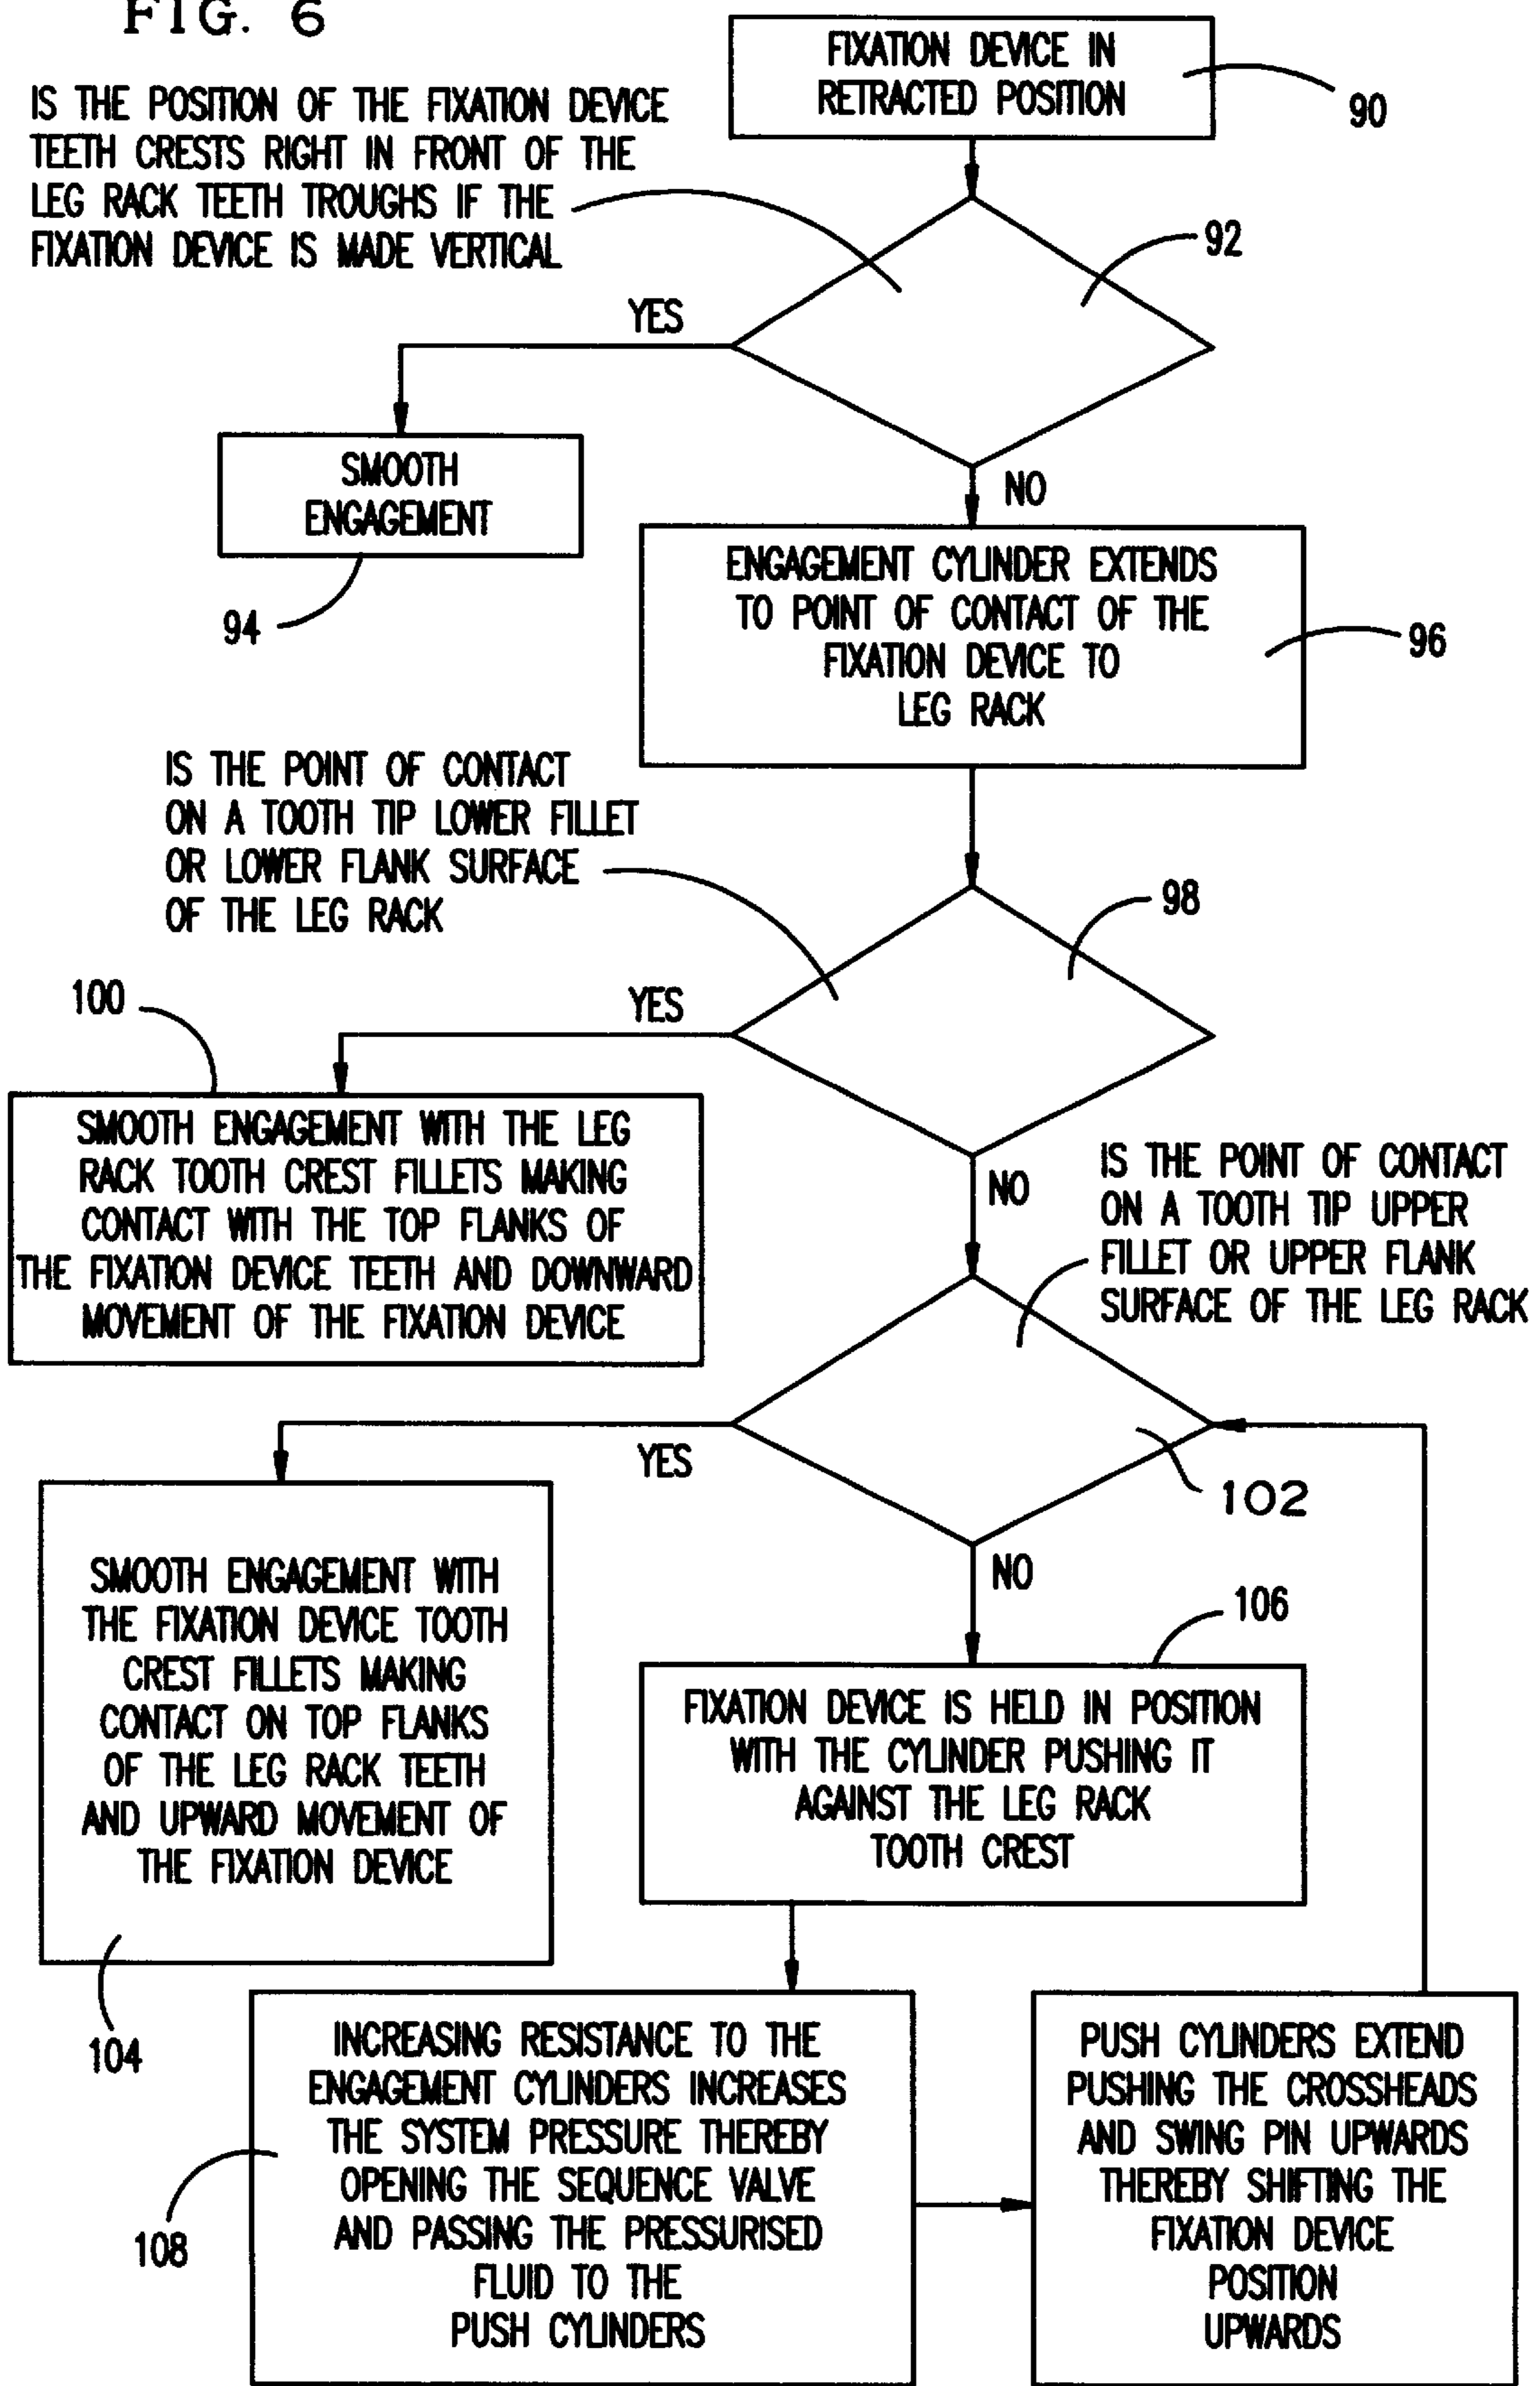 FIG. 6
FIXATION DEVICE IN
RETRACTED POSITION
90
IS THE POSITION OF THE FIXATION DEVICE
TEETH CRESTS RIGHT IN FRONT OF THE
LEG RACK TEETH TROUGHS IF THE
FIXATION DEVICE IS MADE VERTICAL
92
YES
SMOOTH
ENGAGEMENT
94
NO
ENGAGEMENT CYLINDER EXTENDS
TO POINT OF CONTACT OF THE
FIXATION DEVICE TO
LEG RACK
96
IS THE POINT OF CONTACT
ON A TOOTH TIP LOWER FILLET
OR LOWER FLANK SURFACE
OF THE LEG RACK
98
100
YES
SMOOTH ENGAGEMENT WITH THE LEG
RACK TOOTH CREST FILLETS MAKING
CONTACT WITH THE TOP FLANKS OF
THE FIXATION DEVICE TEETH AND DOWNWARD
MOVEMENT OF THE FIXATION DEVICE
NO
IS THE POINT OF CONTACT
ON A TOOTH TIP UPPER
FILLET OR UPPER FLANK
SURFACE OF THE LEG RACK
YES
102
SMOOTH ENGAGEMENT WITH
THE FIXATION DEVICE TOOTH
CREST FILLETS MAKING
CONTACT ON TOP FLANKS
OF THE LEG RACK TEETH
AND UPWARD MOVEMENT OF
THE FIXATION DEVICE
104
NO
106
FIXATION DEVICE IS HELD IN POSITION
WITH THE CYLINDER PUSHING IT
AGAINST THE LEG RACK
TOOTH CREST
INCREASING RESISTANCE TO THE
ENGAGEMENT CYLINDERS INCREASES
THE SYSTEM PRESSURE THEREBY
OPENING THE SEQUENCE VALVE
AND PASSING THE PRESSURISED
FLUID TO THE
PUSH CYLINDERS
108
PUSH CYLINDERS EXTEND
PUSHING THE CROSSHEADS
AND SWING PIN UPWARDS
THEREBY SHIFTING THE
FIXATION DEVICE
POSITION
UPWARDS